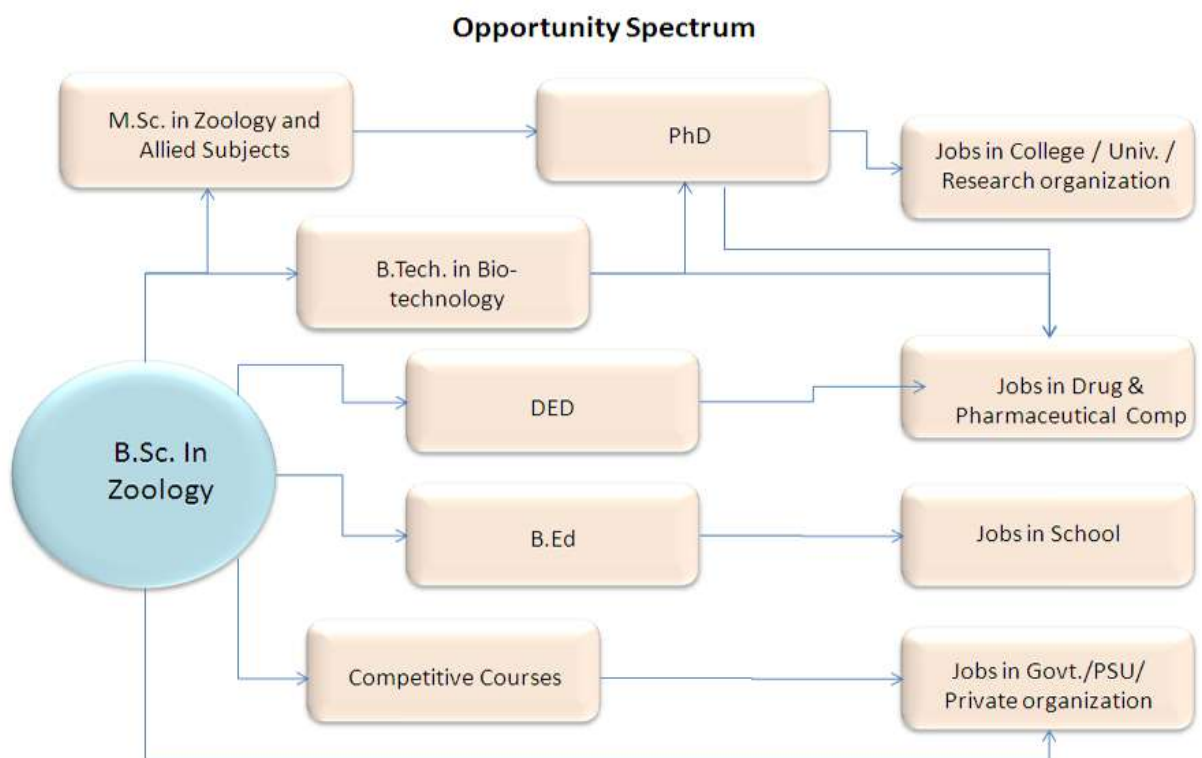 Opportunity Spectrum
M.Sc. in Zoology and
Allied Subjects
PhD
Jobs in College / Univ. /
Research organization
B.Tech. in Bio-
technology
DED
Jobs in Drug &
Pharmaceutical Comp
B.Sc. In
Zoology
B.Ed
Jobs in School
Competitive Courses
Jobs in Govt./PSU/
Private organization